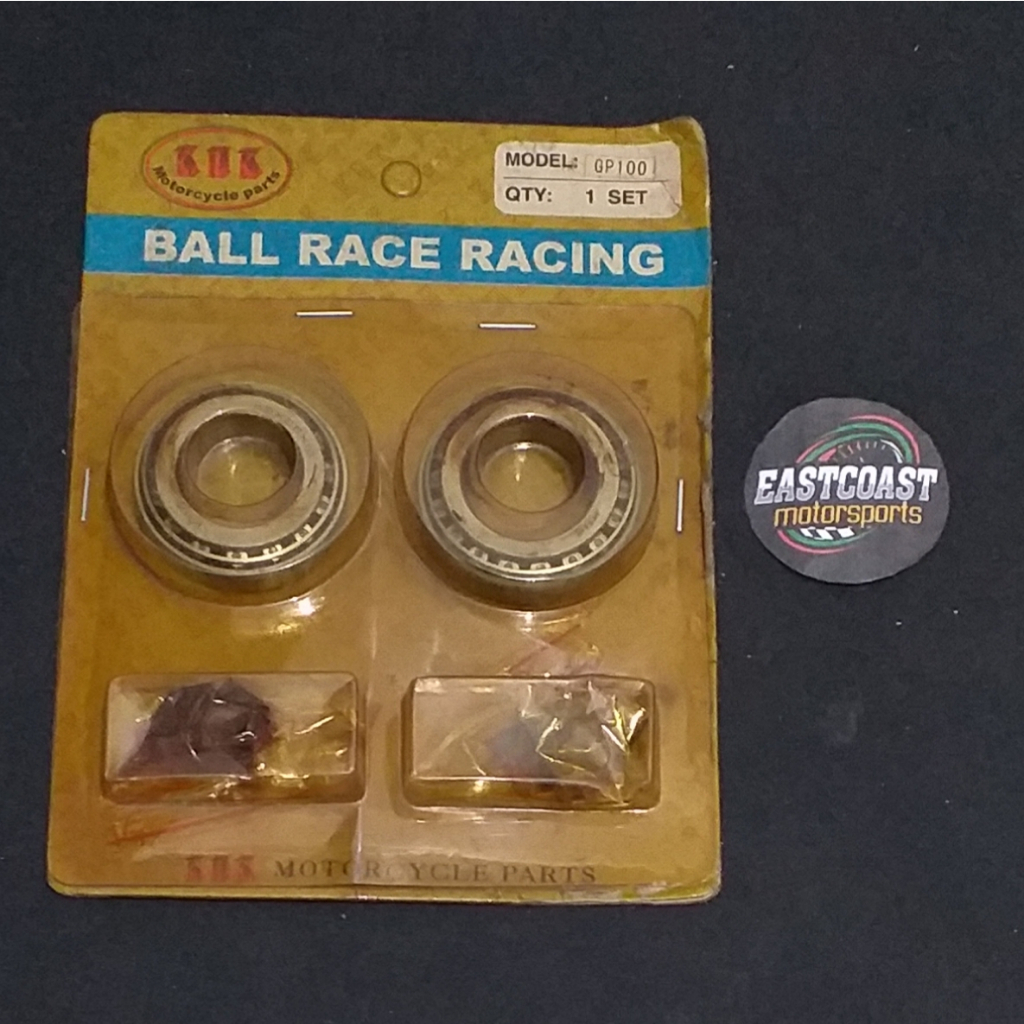 Motorcycle Parts
MODEL: GP100
QTY: 1 SET
BALL RACE RACING
EASTCOAST
motorsports
MOTORCYCLE PARTS